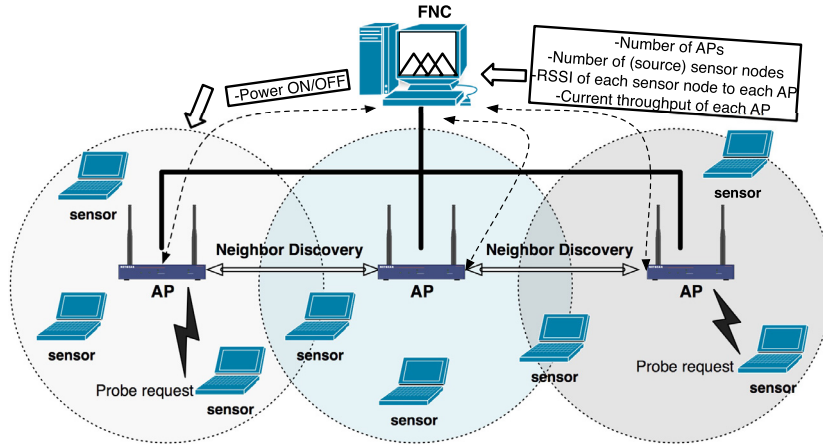 FNC
-Number of APs
-Number of (source) sensor nodes
-RSSI of each sensor node to each AP
-Current throughput of each AP
-Power ON/OFF
sensor
sensor
Neighbor Discovery
Neighbor Discovery
AP
AP
AP
sensor
sensor
sensor
Probe request
Probe request
sensor
sensor
sensor